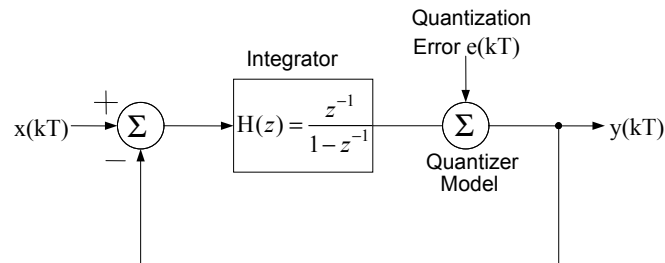 Quantization
Error e(kT)
Integrator
x(kT)
+
−
Σ
H(z) = z⁻¹ / 1 − z⁻¹
Σ
y(kT)
Quantizer
Model